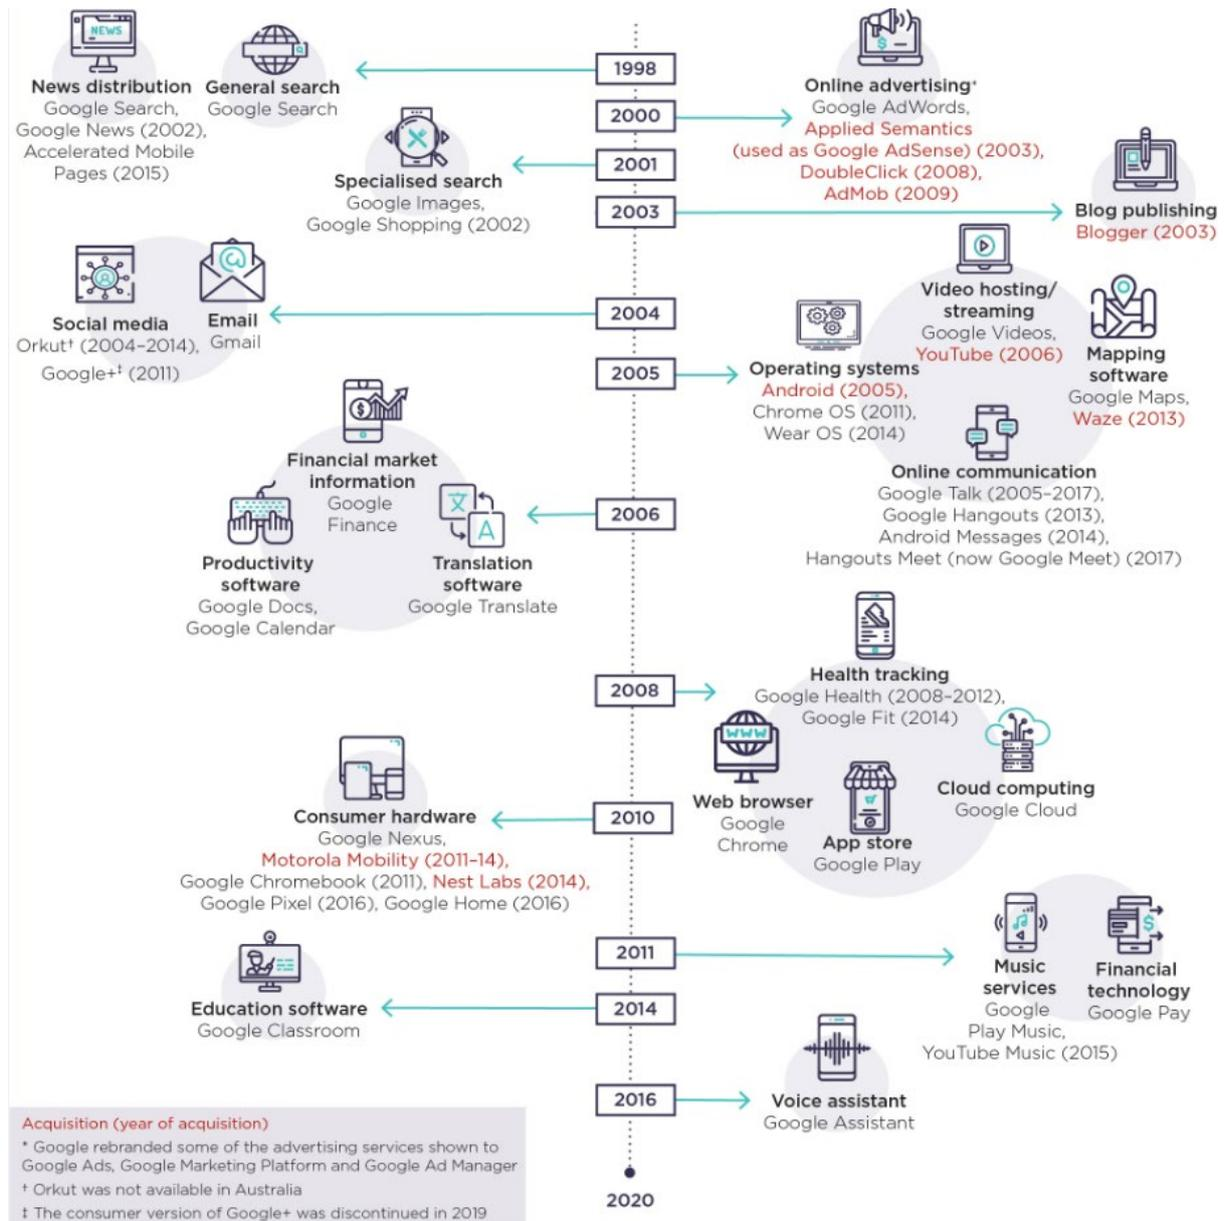 NEWS
News distribution
Google Search,
Google News (2002),
Accelerated Mobile
Pages (2015)
General search
Google Search
1998
Online advertising*
Google AdWords,
Applied Semantics
(used as Google AdSense) (2003),
DoubleClick (2008),
AdMob (2009)
2000
Specialised search
Google Images,
Google Shopping (2002)
2001
2003
Blog publishing
Blogger (2003)
Social media
Orkut† (2004–2014),
Google+‡ (2011)
Email
Gmail
2004
2005
Operating systems
Android (2005),
Chrome OS (2011),
Wear OS (2014)
Video hosting/
streaming
Google Videos,
YouTube (2006)
Mapping
software
Google Maps,
Waze (2013)
Online communication
Google Talk (2005–2017),
Google Hangouts (2013),
Android Messages (2014),
Hangouts Meet (now Google Meet) (2017)
Financial market
information
Google
Finance
Productivity
software
Google Docs,
Google Calendar
文
A
Translation
software
Google Translate
2006
2008
Health tracking
Google Health (2008–2012),
Google Fit (2014)
WWW
Web browser
Google
Chrome
App store
Google Play
Cloud computing
Google Cloud
Consumer hardware
Google Nexus,
Motorola Mobility (2011–14),
Google Chromebook (2011), Nest Labs (2014),
Google Pixel (2016), Google Home (2016)
2010
2011
Music
services
Google
Play Music,
YouTube Music (2015)
Financial
technology
Google Pay
Education software
Google Classroom
2014
2016
Voice assistant
Google Assistant
2020
Acquisition (year of acquisition)
* Google rebranded some of the advertising services shown to
Google Ads, Google Marketing Platform and Google Ad Manager
† Orkut was not available in Australia
‡ The consumer version of Google+ was discontinued in 2019